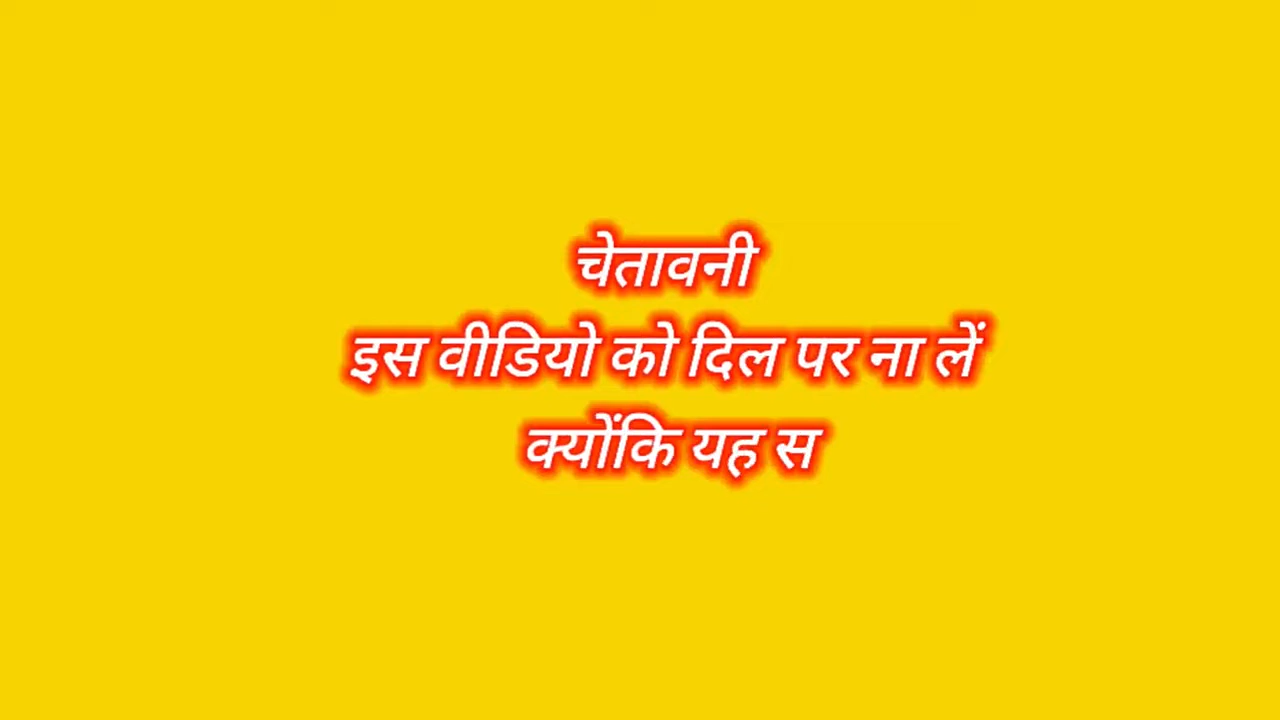 चेतावनी
इस वीडियो को दिल पर ना लें
क्योंकि यह स